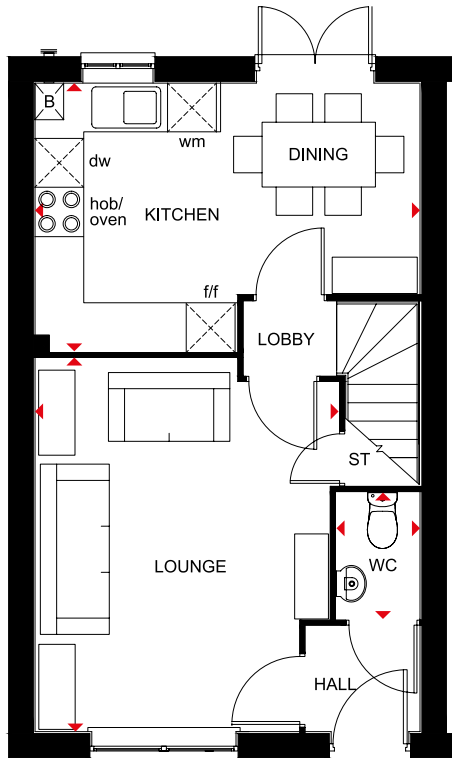 B
wm
dw
DINING
hob/
oven
KITCHEN
f/f
LOBBY
ST
z
LOUNGE
WC
HALL